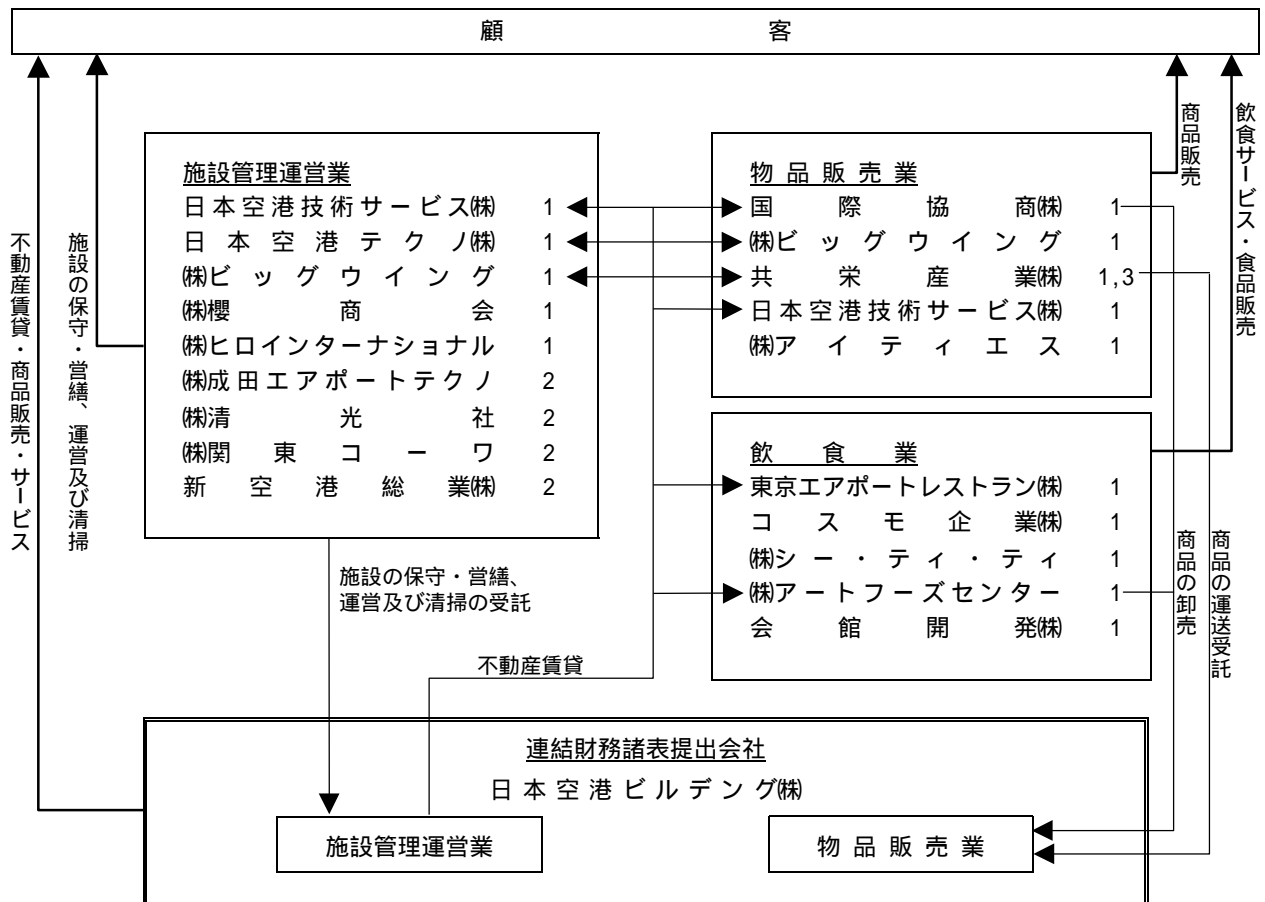 顧客
不動産賃貸・商品販売・サービス
施設の保守・営繕、運営及び清掃
施設管理運営業
日本空港技術サービス㈱ 1
日本空港テクノ㈱ 1
㈱ビッグウイング 1
㈱櫻商会 1
㈱ヒロインターナショナル 1
㈱成田エアポートテクノ 2
㈱清光社 2
㈱関東コーワ 2
新空港総業㈱ 2
物品販売業
国際協商㈱ 1
㈱ビッグウイング 1
共栄産業㈱ 1,3
日本空港技術サービス㈱ 1
㈱アイティエス 1
商品販売
飲食サービス・食品販売
飲食業
東京エアポートレストラン㈱ 1
コスモ企業㈱ 1
㈱シー・ティ・ティ 1
㈱アートフーズセンター 1
会館開発㈱ 1
商品の卸売
商品の運送受託
施設の保守・営繕、
運営及び清掃の受託
不動産賃貸
連結財務諸表提出会社
日本空港ビルデング㈱
施設管理運営業
物品販売業